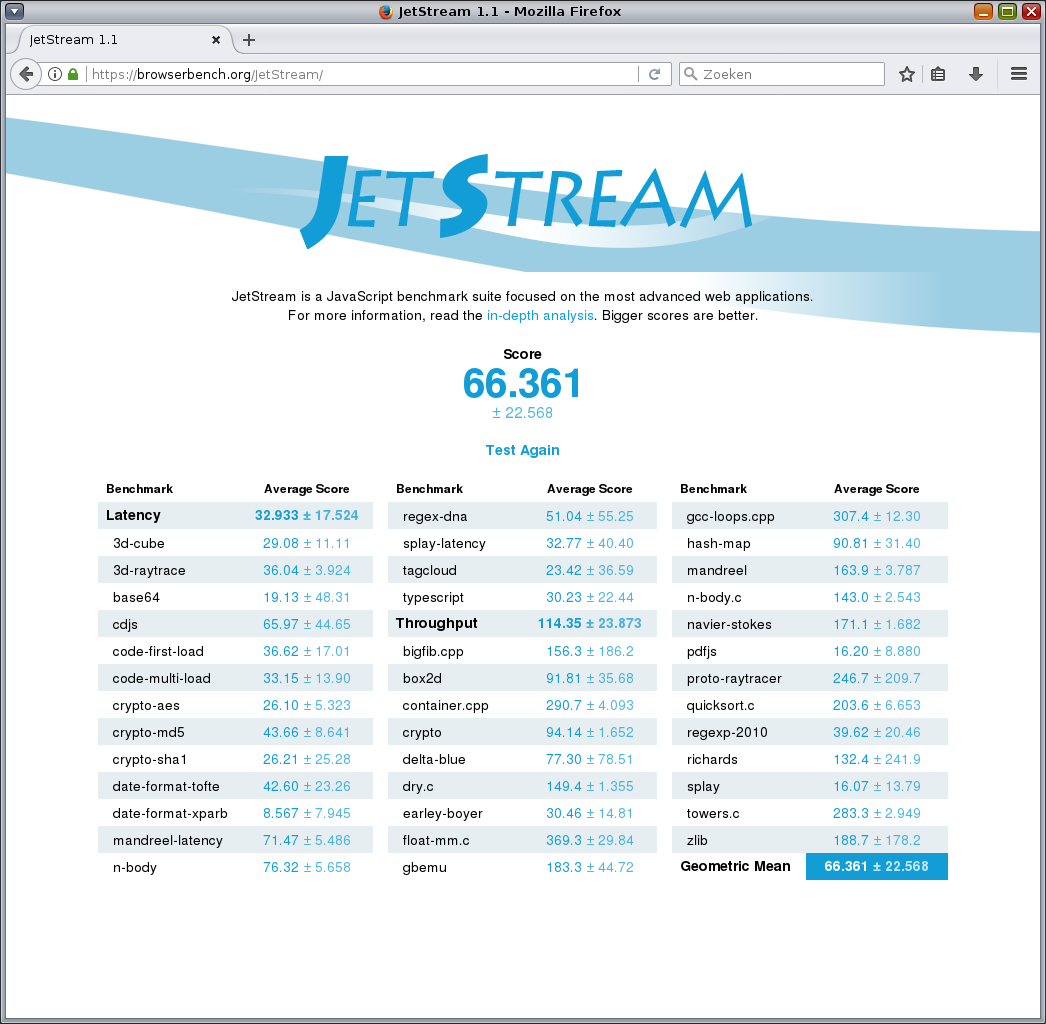 JetStream 1.1 - Mozilla Firefox
JetStream 1.1
https://browserbench.org/JetStream/
Zoeken
JETSTREAM
JetStream is a JavaScript benchmark suite focused on the most advanced web applications.
For more information, read the in-depth analysis. Bigger scores are better.
Score
66.361
± 22.568
Test Again
Benchmark Average Score
Latency 32.933 ± 17.524
3d-cube 29.08 ± 11.11
3d-raytrace 36.04 ± 3.924
base64 19.13 ± 48.31
cdjs 65.97 ± 44.65
code-first-load 36.62 ± 17.01
code-multi-load 33.15 ± 13.90
crypto-aes 26.10 ± 5.323
crypto-md5 43.66 ± 8.641
crypto-sha1 26.21 ± 25.28
date-format-tofte 42.60 ± 23.26
date-format-xparb 8.567 ± 7.945
mandreel-latency 71.47 ± 5.486
n-body 76.32 ± 5.658
Benchmark Average Score
regex-dna 51.04 ± 55.25
splay-latency 32.77 ± 40.40
tagcloud 23.42 ± 36.59
typescript 30.23 ± 22.44
Throughput 114.35 ± 23.873
bigfib.cpp 156.3 ± 186.2
box2d 91.81 ± 35.68
container.cpp 290.7 ± 4.093
crypto 94.14 ± 1.652
delta-blue 77.30 ± 78.51
dry.c 149.4 ± 1.355
earley-boyer 30.46 ± 14.81
float-mm.c 369.3 ± 29.84
gbemu 183.3 ± 44.72
Benchmark Average Score
gcc-loops.cpp 307.4 ± 12.30
hash-map 90.81 ± 31.40
mandreel 163.9 ± 3.787
n-body.c 143.0 ± 2.543
navier-stokes 171.1 ± 1.682
pdfjs 16.20 ± 8.880
proto-raytracer 246.7 ± 209.7
quicksort.c 203.6 ± 6.653
regexp-2010 39.62 ± 20.46
richards 132.4 ± 241.9
splay 16.07 ± 13.79
towers.c 283.3 ± 2.949
zlib 188.7 ± 178.2
Geometric Mean 66.361 ± 22.568